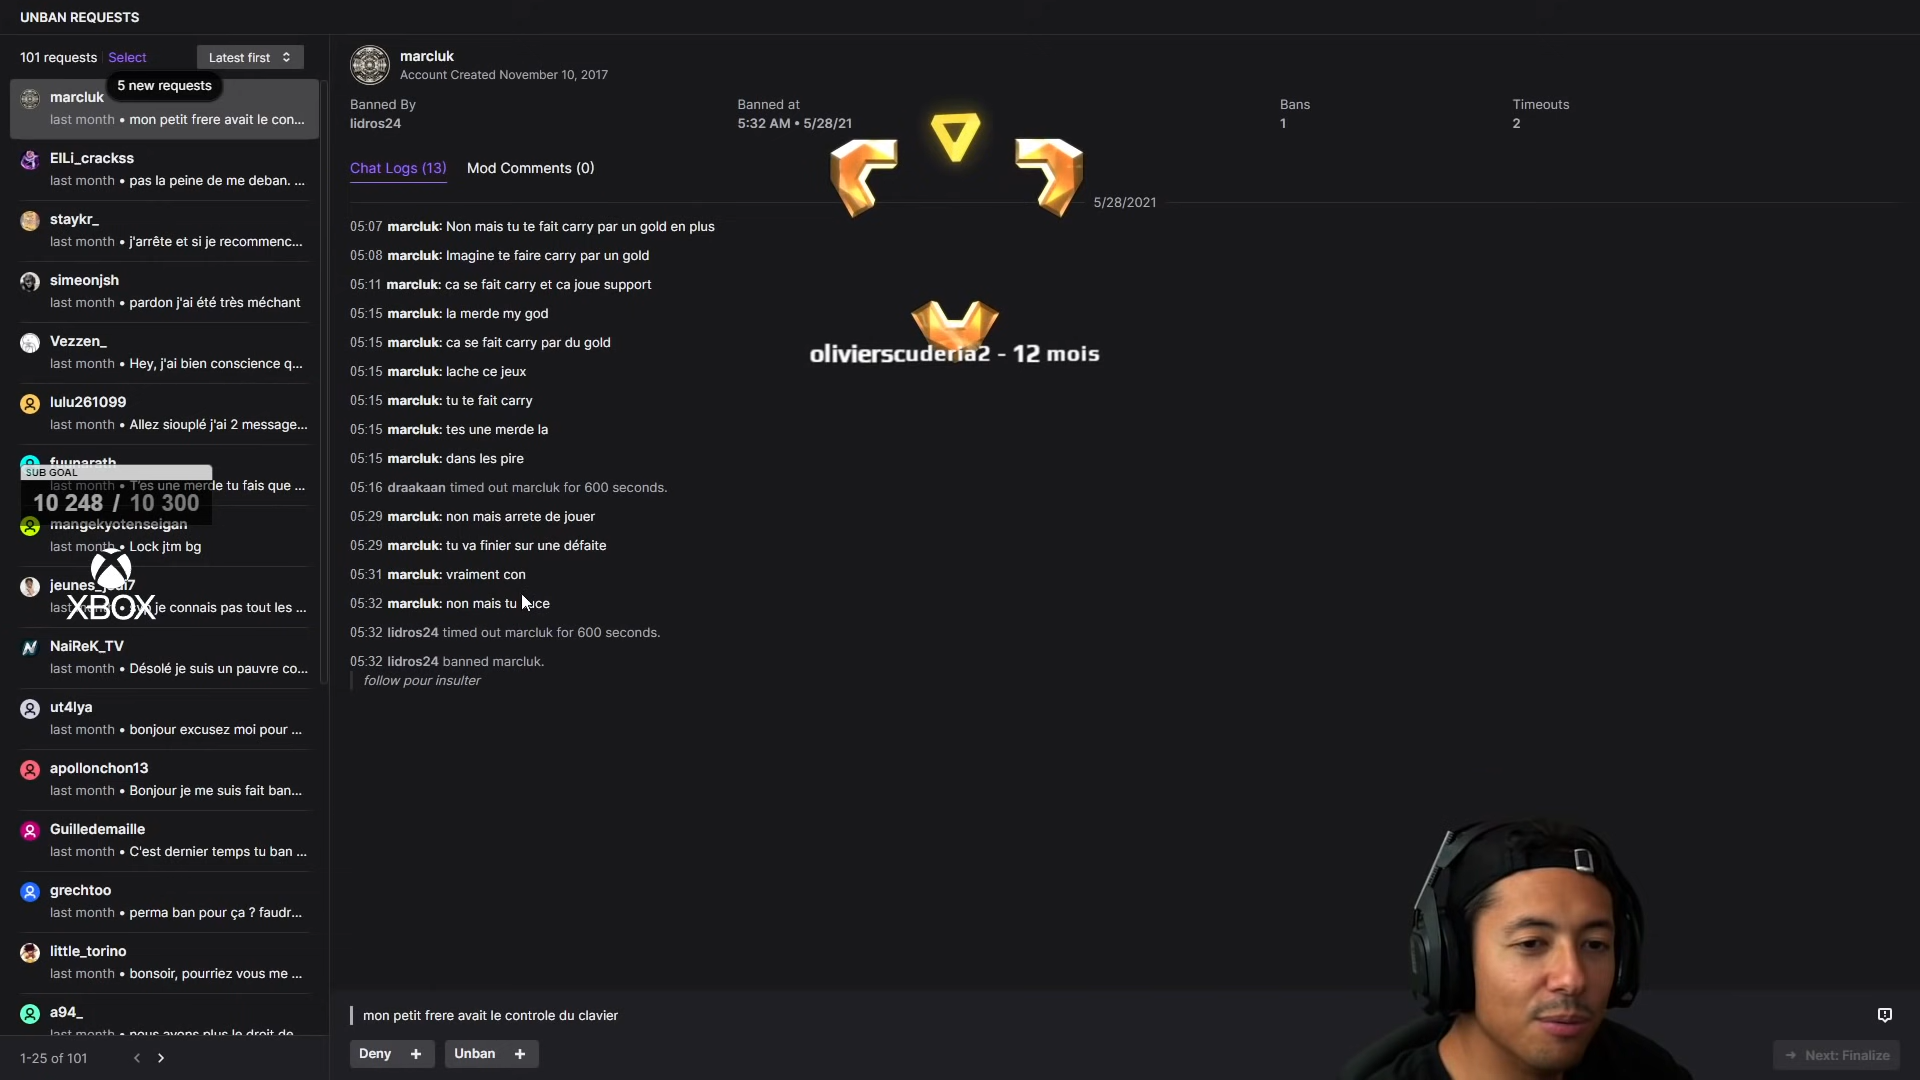 UNBAN REQUESTS
101 requests
Select
Latest first
5 new requests
marcluk
last month • mon petit frere avait le con...
ElLi_crackss
last month • pas la peine de me deban. ...
staykr_
last month • j'arrête et si je recommenc...
simeonjsh
last month • pardon j'ai été très méchant
Vezzen_
last month • Hey, j'ai bien conscience q...
lulu261099
last month • Allez siouplé j'ai 2 message...
fuunarath
SUB GOAL
last month • T'es une merde tu fais que ...
10 248 / 10 300
mangekyotenseigan
last month • Lock jtm bg
XBOX
je connais pas tout les ...
NaiReK_TV
last month • Désolé je suis un pauvre co...
ut4lya
last month • bonjour excusez moi pour ...
apollonchon13
last month • Bonjour je me suis fait ban...
Guilledemaille
last month • C'est dernier temps tu ban ...
grechtoo
last month • perma ban pour ça ? faudr...
little_torino
last month • bonsoir, pourriez vous me ...
a94_
last month • nous avons plus le droit de
1-25 of 101
marcluk
Account Created November 10, 2017
Banned By
lidros24
Banned at
5:32 AM • 5/28/21
Bans
1
Timeouts
2
Chat Logs (13)
Mod Comments (0)
5/28/2021
05:07 marcluk: Non mais tu te fait carry par un gold en plus
05:08 marcluk: Imagine te faire carry par un gold
05:11 marcluk: ca se fait carry et ca joue support
05:15 marcluk: la merde my god
05:15 marcluk: ca se fait carry par du gold
05:15 marcluk: lache ce jeux
05:15 marcluk: tu te fait carry
05:15 marcluk: tes une merde la
05:15 marcluk: dans les pire
05:16 draakaan timed out marcluk for 600 seconds.
05:29 marcluk: non mais arrete de jouer
05:29 marcluk: tu va finier sur une défaite
05:31 marcluk: vraiment con
05:32 marcluk: non mais tu
05:32 lidros24 timed out marcluk for 600 seconds.
05:32 lidros24 banned marcluk.
follow pour insulter
olivierscuderia2 - 12 mois
mon petit frere avait le controle du clavier
Deny +
Unban +
Next: Finalize